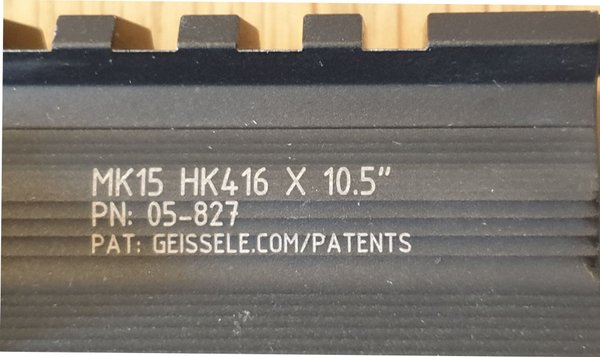 MK15 HK416 X 10.5"
PN: 05-827
PAT: GEISSELE.COM/PATENTS